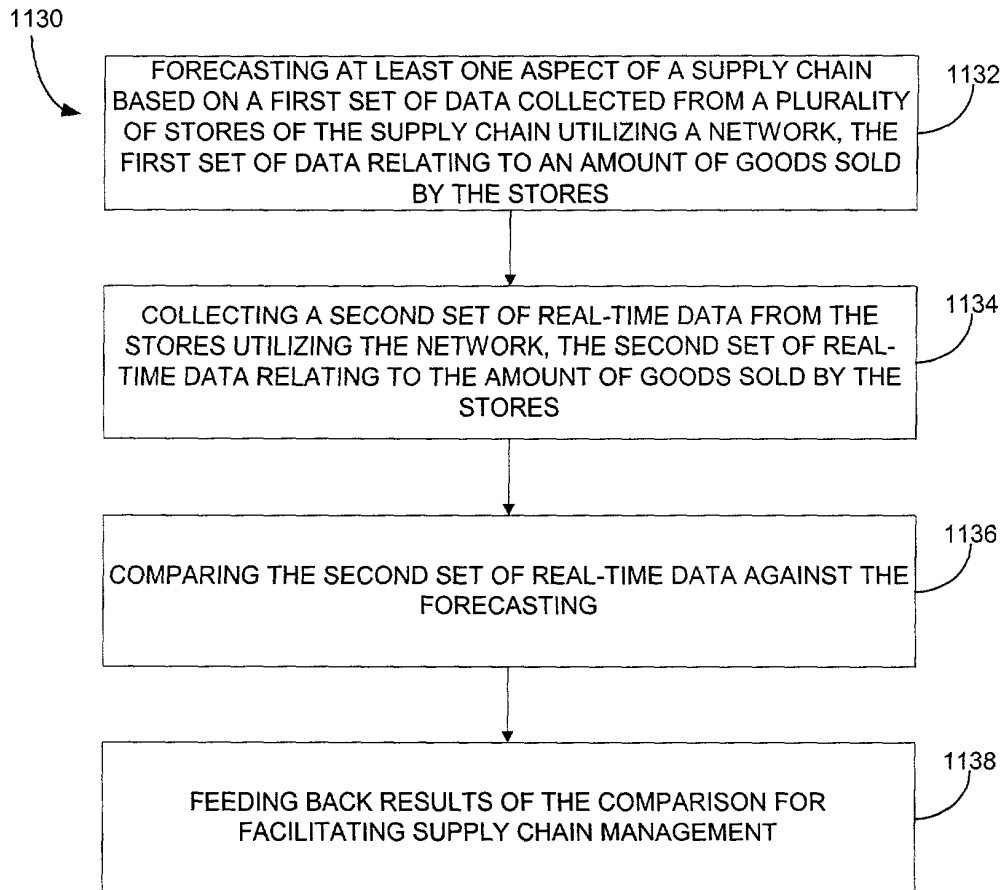 1130
FORECASTING AT LEAST ONE ASPECT OF A SUPPLY CHAIN
BASED ON A FIRST SET OF DATA COLLECTED FROM A PLURALITY
OF STORES OF THE SUPPLY CHAIN UTILIZING A NETWORK, THE
FIRST SET OF DATA RELATING TO AN AMOUNT OF GOODS SOLD
BY THE STORES
1132
COLLECTING A SECOND SET OF REAL-TIME DATA FROM THE
STORES UTILIZING THE NETWORK, THE SECOND SET OF REAL-
TIME DATA RELATING TO THE AMOUNT OF GOODS SOLD BY THE
STORES
1134
COMPARING THE SECOND SET OF REAL-TIME DATA AGAINST THE
FORECASTING
1136
FEEDING BACK RESULTS OF THE COMPARISON FOR
FACILITATING SUPPLY CHAIN MANAGEMENT
1138